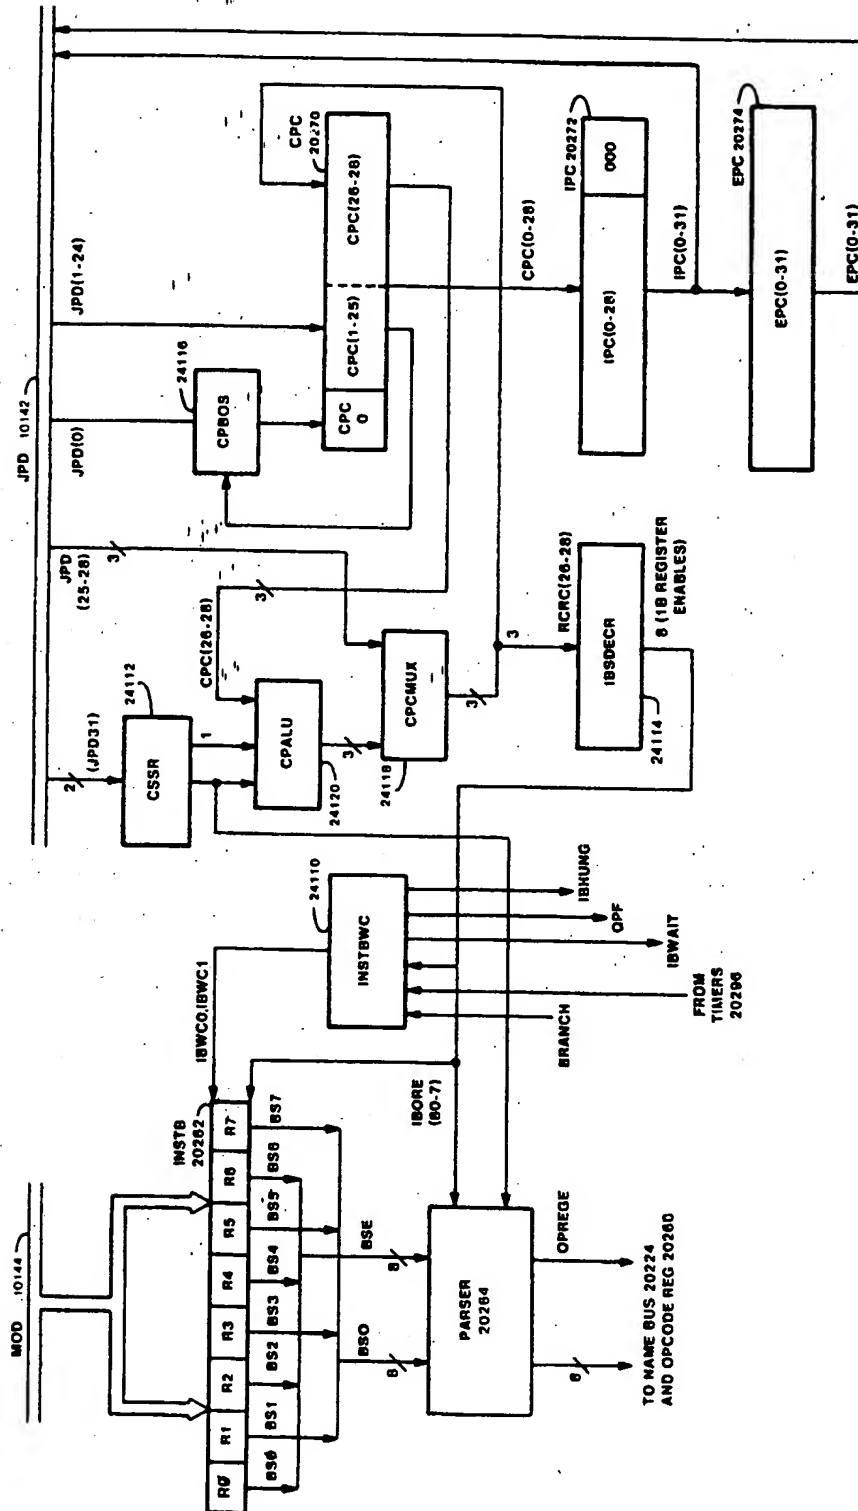 MOD 10144
JPD 10142
INSTB
20262
R0
R1
R2
R3
R4
R5
R6
R7
BS0
BS1
BS2
BS3
BS4
BS5
BS6
BS7
BSO
BSE
8
8
PARSER
20264
8
OPREGE
TO NAME BUS 20224
AND OPCODE REG 20260
IBWC0,IBWC1
IBORE
(B0-7)
24110
INSTBWC
BRANCH
FROM
TIMERS
20296
IBWAIT
QPF
IBHUNG
2
(JPD31)
24112
CSSR
1
CPALU
24120
3
CPC(26-28)
3
JPD
(25-28)
3
CPCMUX
24118
3
3
RCRC(26-28)
IBSDECR
24114
8 (1B REGISTER
ENABLES)
JPD(0)
24116
CPBOS
JPD(1-24)
CPC
20270
CPC
0
CPC(1-25)
CPC(26-28)
CPC(0-28)
IPC 20272
IPC(0-28)
000
IPC(0-31)
EPC 20274
EPC(0-31)
EPC(0-31)